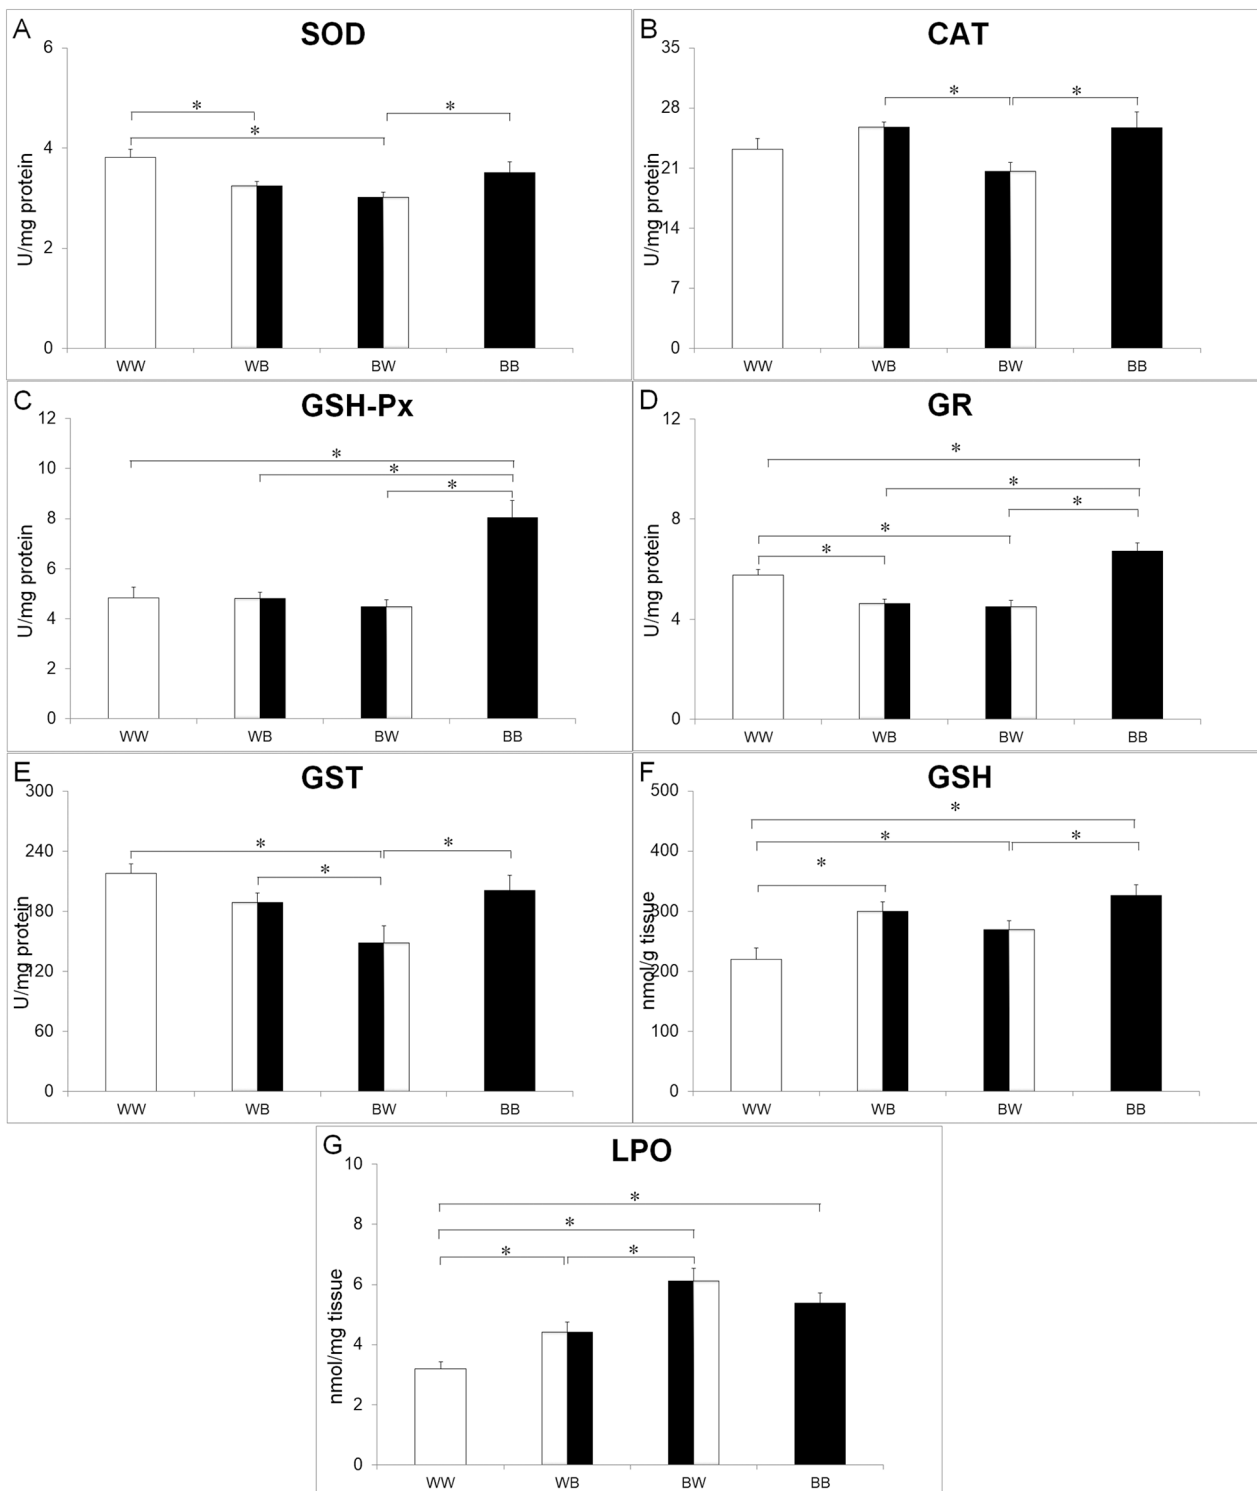 A
SOD
U/mg protein
6
4
2
0
*
*
*
WW WB BW BB
B
CAT
U/mg protein
35
28
21
14
7
0
*
*
WW WB BW BB
C
GSH-Px
U/mg protein
12
10
8
6
4
2
0
*
*
*
WW WB BW BB
D
GR
U/mg protein
12
8
4
0
*
*
*
*
*
WW WB BW BB
E
GST
U/mg protein
300
240
180
120
60
0
*
*
*
WW WB BW BB
F
GSH
nmol/g tissue
500
400
300
200
100
0
*
*
*
*
WW WB BW BB
G
LPO
nmol/mg tissue
10
8
6
4
2
0
*
*
*
*
WW WB BW BB